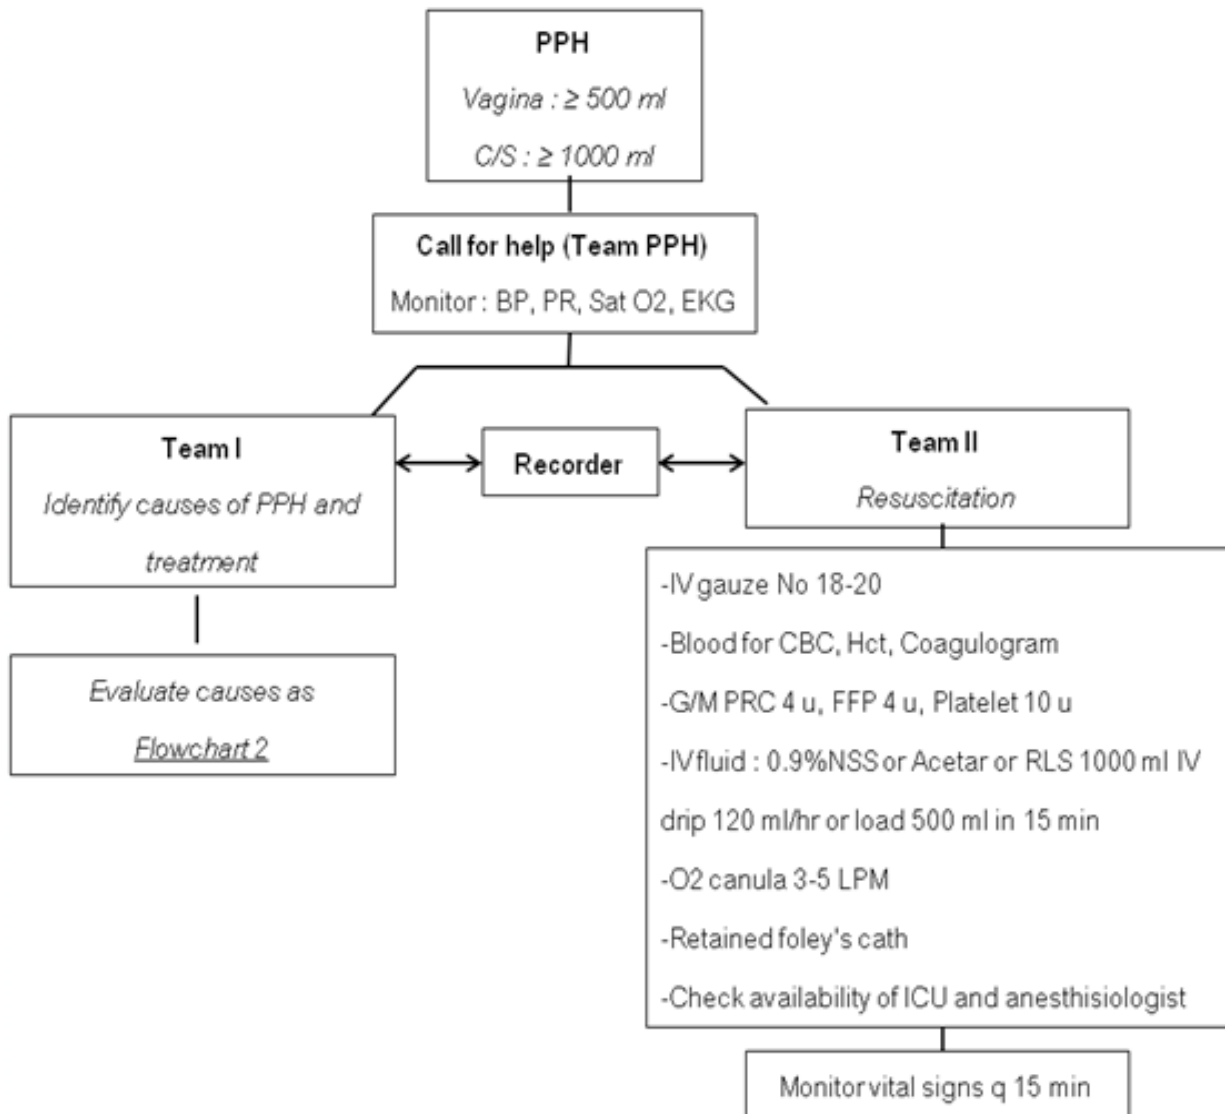 PPH
Vagina : ≥ 500 ml
C/S : ≥ 1000 ml
Call for help (Team PPH)
Monitor : BP, PR, Sat O2, EKG
Team I
Identify causes of PPH and
treatment
Recorder
Team II
Resuscitation
Evaluate causes as
Flowchart 2
-IV gauze No 18-20
-Blood for CBC, Hct, Coagulogram
-G/M PRC 4 u, FFP 4 u, Platelet 10 u
-IV fluid : 0.9%NSS or Acetar or RLS 1000 ml IV
drip 120 ml/hr or load 500 ml in 15 min
-O2 canula 3-5 LPM
-Retained foley's cath
-Check availability of ICU and anesthisiologist
Monitor vital signs q 15 min